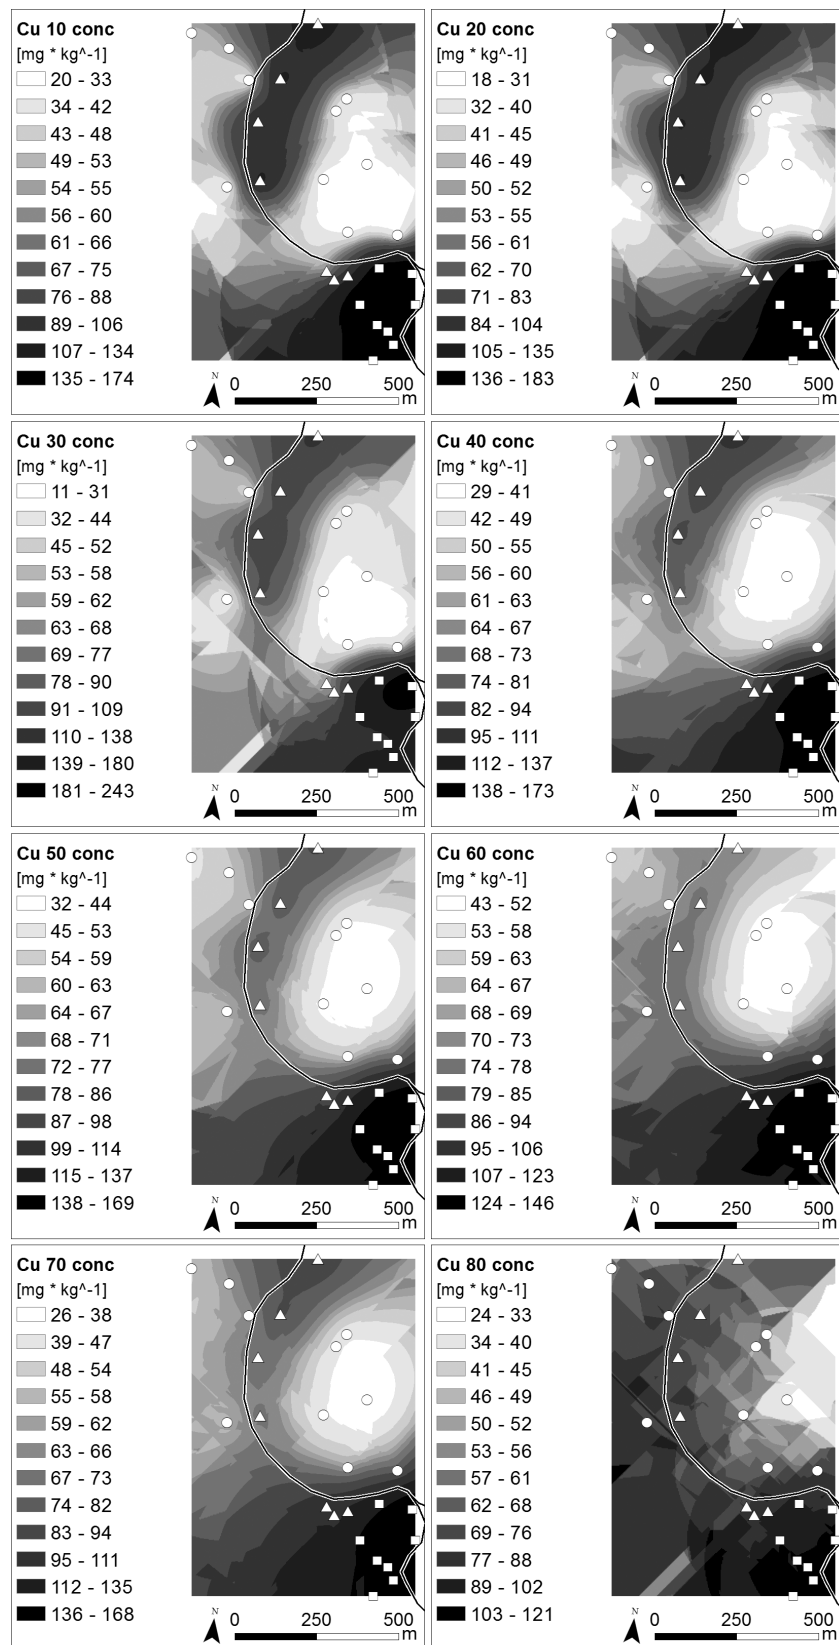 Cu 10 conc
[mg * kg^-1]
20 - 33
34 - 42
43 - 48
49 - 53
54 - 55
56 - 60
61 - 66
67 - 75
76 - 88
89 - 106
107 - 134
135 - 174
N
0 250 500
m
Cu 20 conc
[mg * kg^-1]
18 - 31
32 - 40
41 - 45
46 - 49
50 - 52
53 - 55
56 - 61
62 - 70
71 - 83
84 - 104
105 - 135
136 - 183
N
0 250 500
m
Cu 30 conc
[mg * kg^-1]
11 - 31
32 - 44
45 - 52
53 - 58
59 - 62
63 - 68
69 - 77
78 - 90
91 - 109
110 - 138
139 - 180
181 - 243
N
0 250 500
m
Cu 40 conc
[mg * kg^-1]
29 - 41
42 - 49
50 - 55
56 - 60
61 - 63
64 - 67
68 - 73
74 - 81
82 - 94
95 - 111
112 - 137
138 - 173
N
0 250 500
m
Cu 50 conc
[mg * kg^-1]
32 - 44
45 - 53
54 - 59
60 - 63
64 - 67
68 - 71
72 - 77
78 - 86
87 - 98
99 - 114
115 - 137
138 - 169
N
0 250 500
m
Cu 60 conc
[mg * kg^-1]
43 - 52
53 - 58
59 - 63
64 - 67
68 - 69
70 - 73
74 - 78
79 - 85
86 - 94
95 - 106
107 - 123
124 - 146
N
0 250 500
m
Cu 70 conc
[mg * kg^-1]
26 - 38
39 - 47
48 - 54
55 - 58
59 - 62
63 - 66
67 - 73
74 - 82
83 - 94
95 - 111
112 - 135
136 - 168
N
0 250 500
m
Cu 80 conc
[mg * kg^-1]
24 - 33
34 - 40
41 - 45
46 - 49
50 - 52
53 - 56
57 - 61
62 - 68
69 - 76
77 - 88
89 - 102
103 - 121
N
0 250 500
m